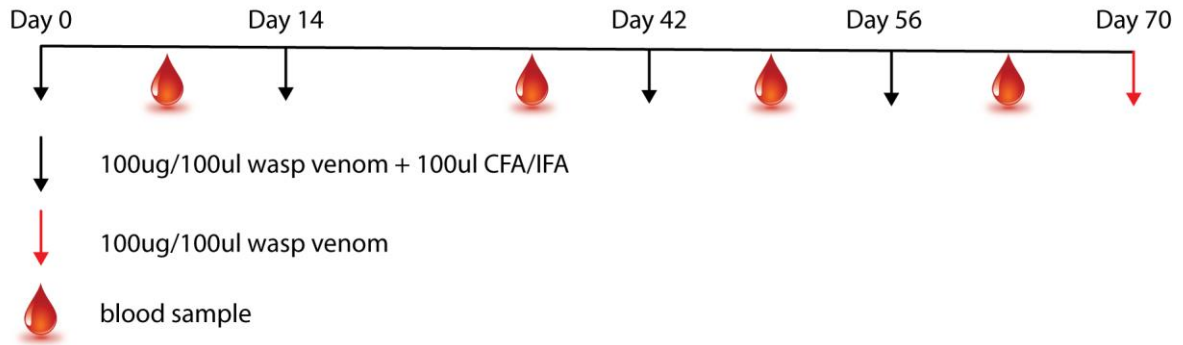 Day 0 Day 14 Day 42 Day 56 Day 70
100ug/100ul wasp venom + 100ul CFA/IFA
100ug/100ul wasp venom
blood sample